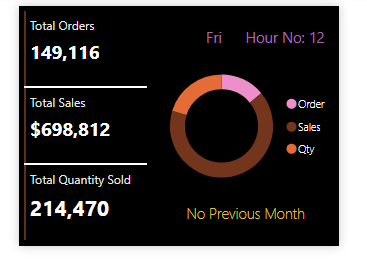 Total Orders
149,116
Total Sales
$698,812
Total Quantity Sold
214,470
Fri Hour No: 12
Order
Sales
Qty
No Previous Month